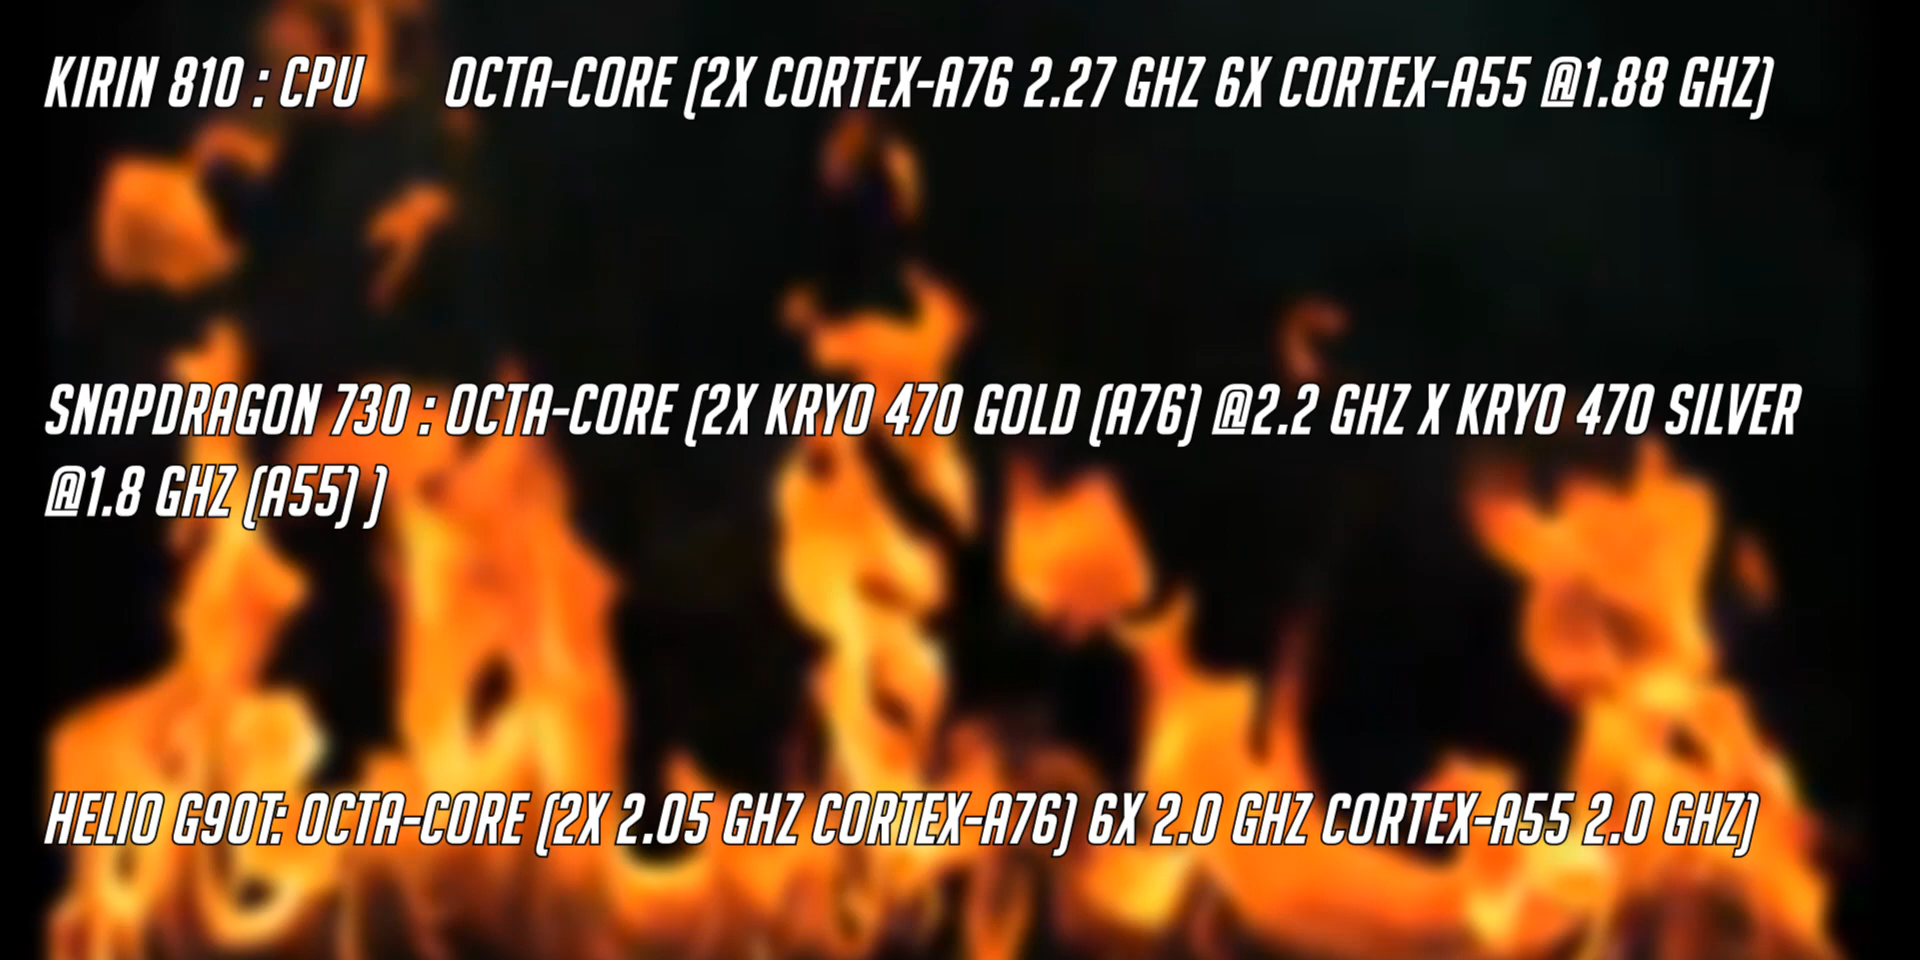 KIRIN 810 : CPU OCTA-CORE (2X CORTEX-A76 2.27 GHZ 6X CORTEX-A55 @1.88 GHZ)
SNAPDRAGON 730 : OCTA-CORE (2X KRYO 470 GOLD (A76) @2.2 GHZ X KRYO 470 SILVER
@1.8 GHZ (A55) )
HELIO G90T: OCTA-CORE (2X 2.05 GHZ CORTEX-A76) 6X 2.0 GHZ CORTEX-A55 2.0 GHZ)